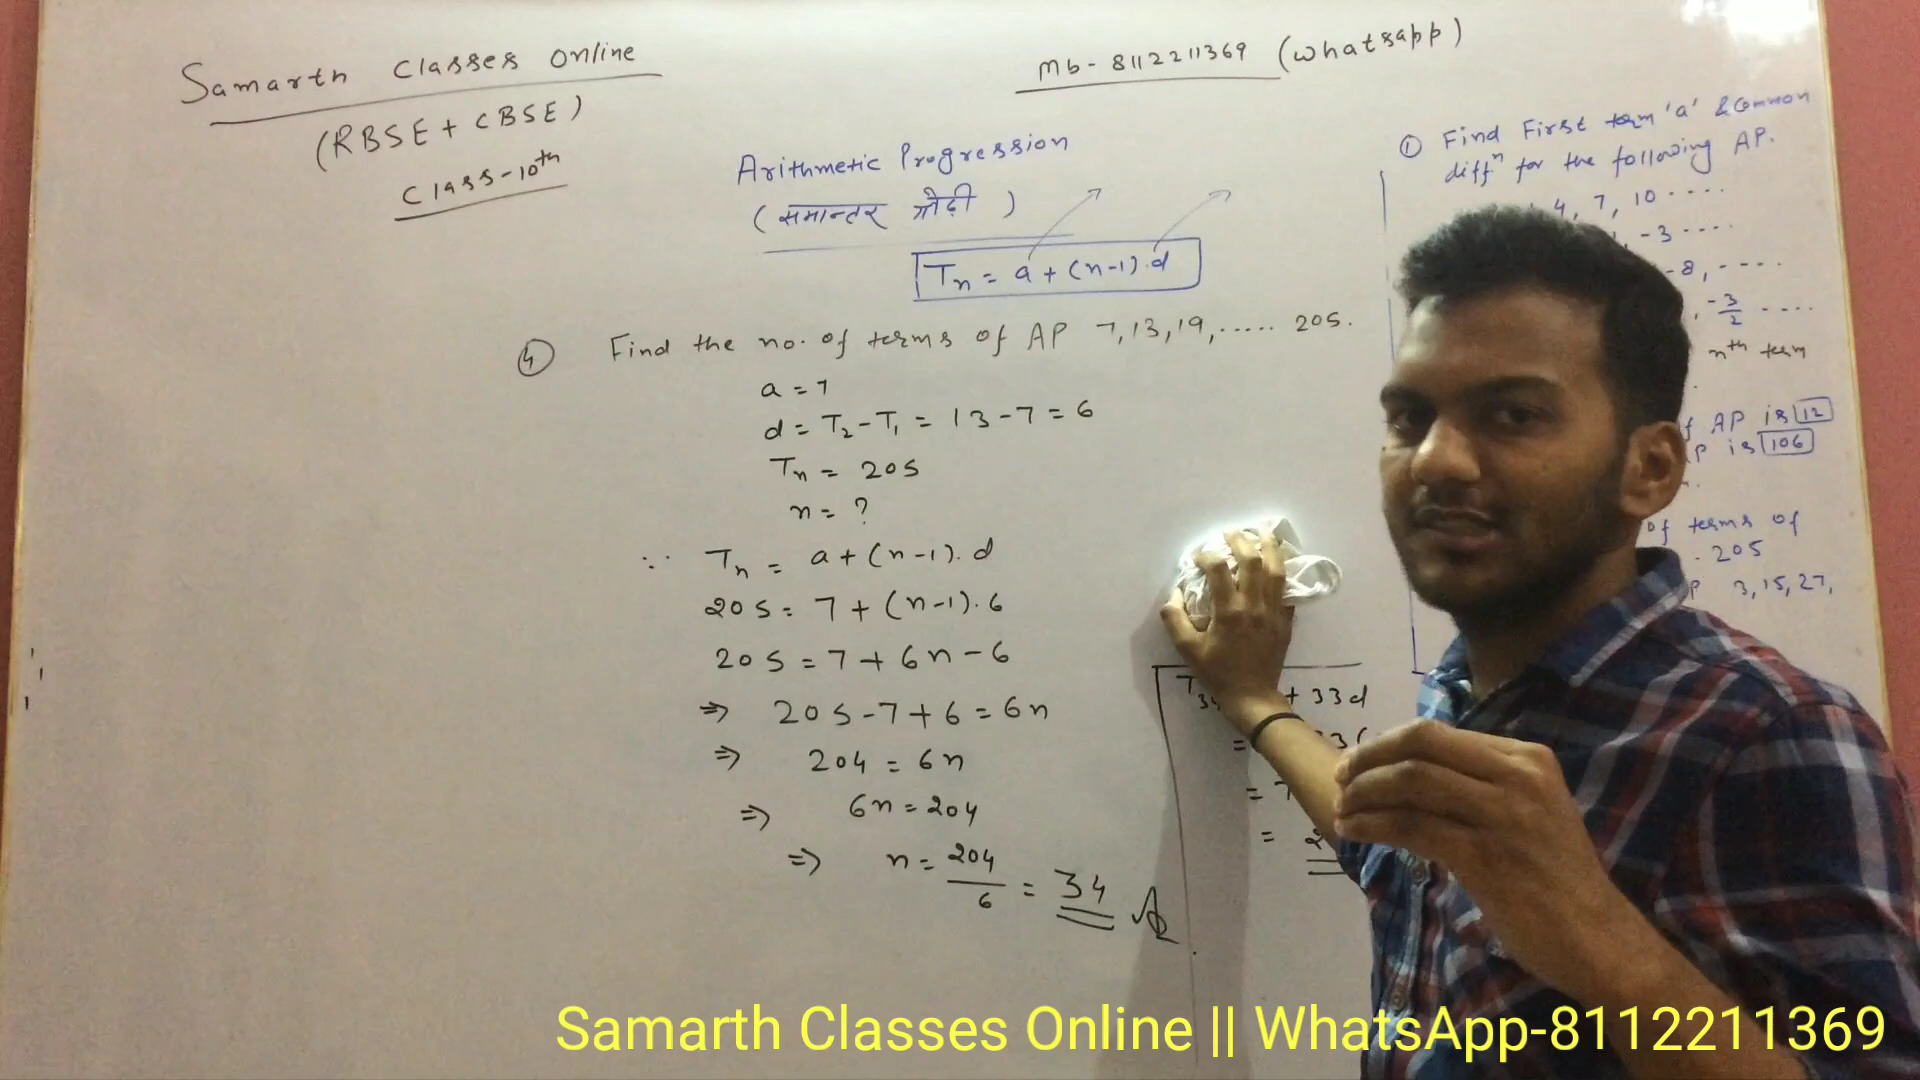 Samarth Classes Online
(RBSE + CBSE)
Class-10th
Mb- 8112211369 (whatsapp)
Arithmetic Progression
(समान्तर श्रेढ़ी)
Tn = a + (n-1).d
④ Find the no. of terms of AP 7, 13, 19, ..... 205.
a = 7
d = T2 - T1 = 13 - 7 = 6
Tn = 205
n = ?
∵ Tn = a + (n-1). d
205 = 7 + (n-1). 6
205 = 7 + 6n - 6
⇒ 205 - 7 + 6 = 6n
⇒ 204 = 6n
⇒ 6n = 204
⇒ n = 204/6 = 34
+ 33d
=
= 7
= 2
① Find First term 'a' & Common
diffn for the following AP.
4, 7, 10 ....
-3 ....
-8, ....
, -3/2 ....
nth term
AP is 12
is 106
of terms of
. 205
3, 15, 27,
Samarth Classes Online || WhatsApp-8112211369